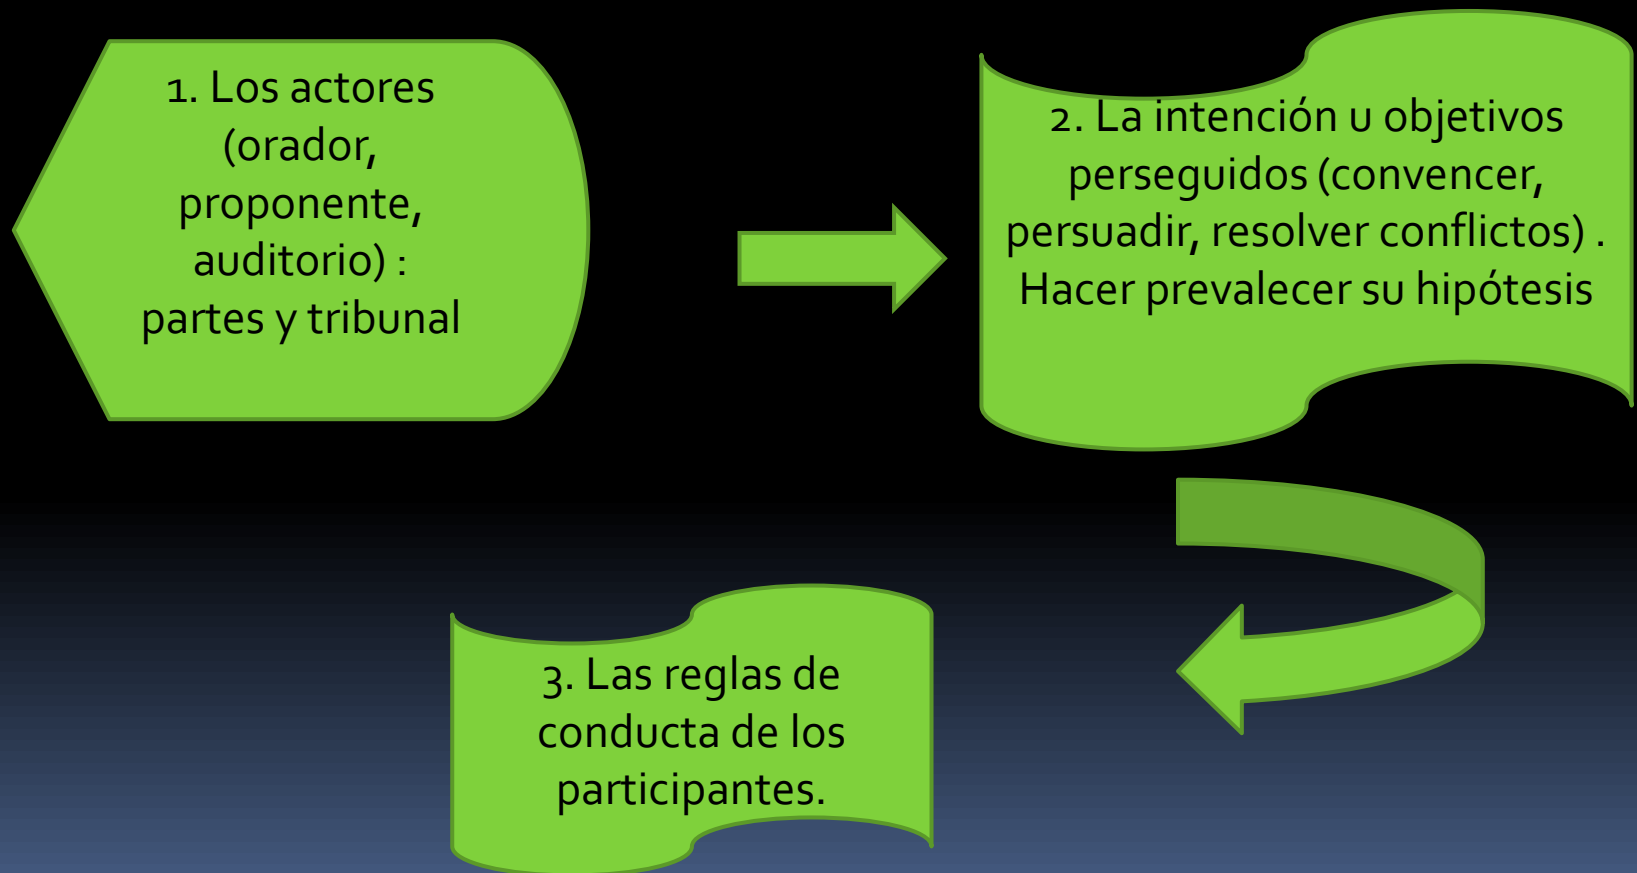 1. Los actores
(orador,
proponente,
auditorio) :
partes y tribunal
2. La intención u objetivos
perseguidos (convencer,
persuadir, resolver conflictos) .
Hacer prevalecer su hipótesis
3. Las reglas de
conducta de los
participantes.